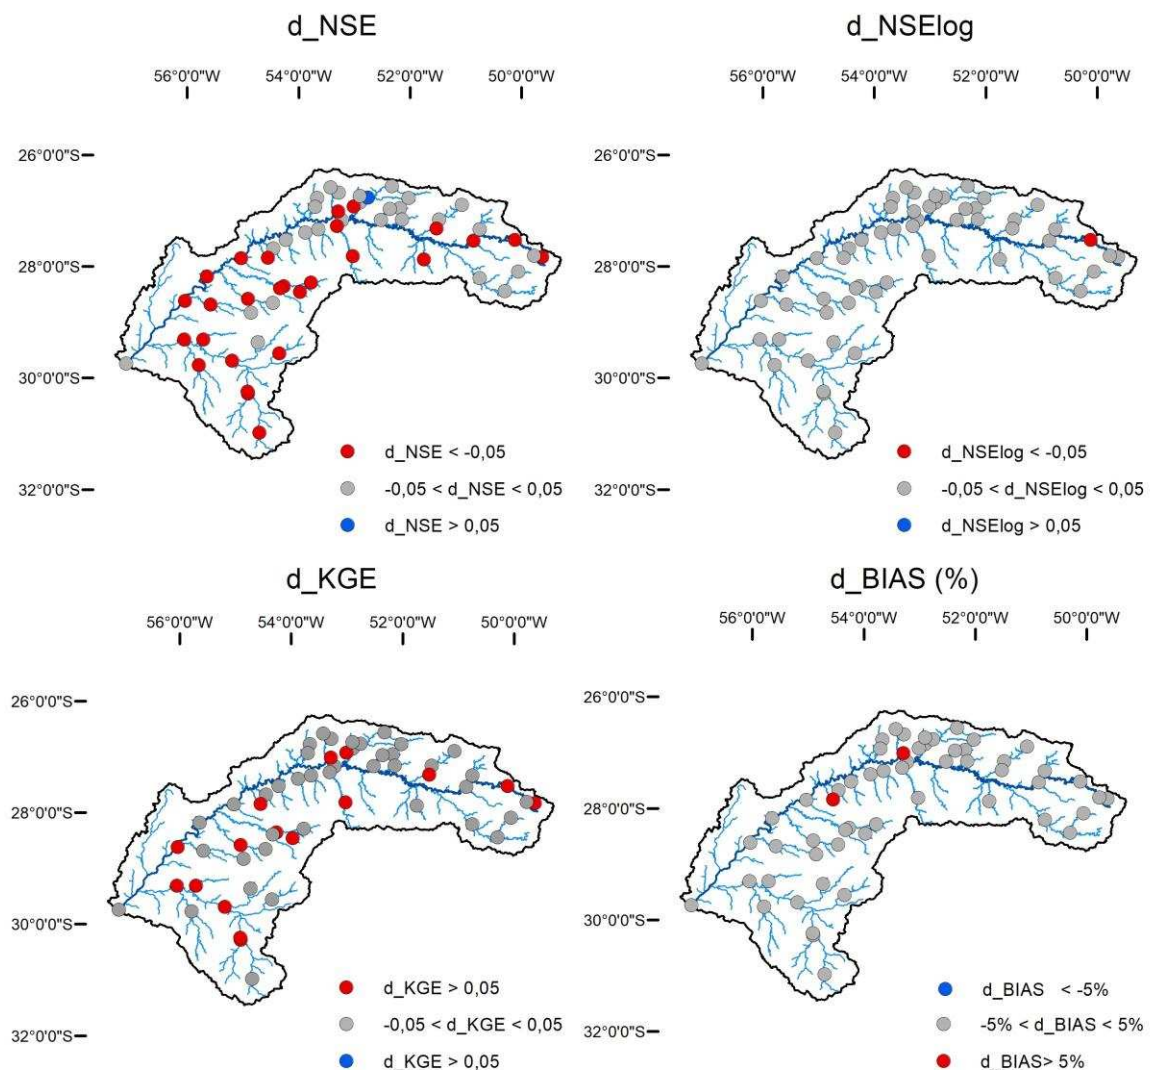 d_NSE
56°0'0"W 54°0'0"W 52°0'0"W 50°0'0"W
26°0'0"S
28°0'0"S
30°0'0"S
32°0'0"S
d_NSE < -0,05
-0,05 < d_NSE < 0,05
d_NSE > 0,05
d_NSElog
56°0'0"W 54°0'0"W 52°0'0"W 50°0'0"W
26°0'0"S
28°0'0"S
30°0'0"S
32°0'0"S
d_NSElog < -0,05
-0,05 < d_NSElog < 0,05
d_NSElog > 0,05
d_KGE
56°0'0"W 54°0'0"W 52°0'0"W 50°0'0"W
26°0'0"S
28°0'0"S
30°0'0"S
32°0'0"S
d_KGE > 0,05
-0,05 < d_KGE < 0,05
d_KGE > 0,05
d_BIAS (%)
56°0'0"W 54°0'0"W 52°0'0"W 50°0'0"W
26°0'0"S
28°0'0"S
30°0'0"S
32°0'0"S
d_BIAS < -5%
-5% < d_BIAS < 5%
d_BIAS> 5%